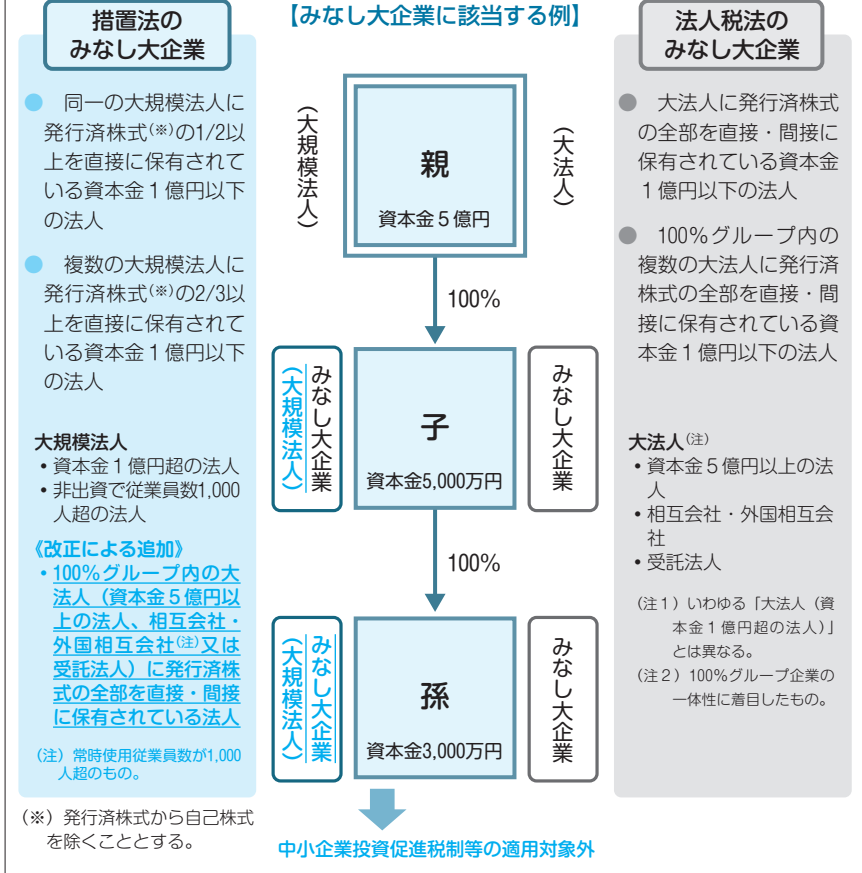 措置法の
みなし大企業
● 同一の大規模法人に
発行済株式(※)の1/2以
上を直接に保有されて
いる資本金1億円以下
の法人
● 複数の大規模法人に
発行済株式(※)の2/3以
上を直接に保有されて
いる資本金1億円以下
の法人
大規模法人
・資本金1億円超の法人
・非出資で従業員数1,000
人超の法人
《改正による追加》
・100%グループ内の大
法人（資本金5億円以
上の法人、相互会社・
外国相互会社(注)又は
受託法人）に発行済株
式の全部を直接・間接
に保有されている法人
（注）常時使用従業員数が1,000
人超のもの。
（※）発行済株式から自己株式
を除くこととする。
【みなし大企業に該当する例】
（大規模法人）
親
資本金5億円
（大法人）
100%
みなし大企業
（大規模法人）
子
資本金5,000万円
みなし大企業
100%
みなし大企業
（大規模法人）
孫
資本金3,000万円
みなし大企業
中小企業投資促進税制等の適用対象外
法人税法の
みなし大企業
● 大法人に発行済株式
の全部を直接・間接に
保有されている資本金
1億円以下の法人
● 100%グループ内の
複数の大法人に発行済
株式の全部を直接・間
接に保有されている資
本金1億円以下の法人
大法人(注)
・資本金5億円以上の法
人
・相互会社・外国相互会
社
・受託法人
（注1）いわゆる「大法人（資
本金1億円超の法人）」
とは異なる。
（注2）100%グループ企業の
一体性に着目したもの。